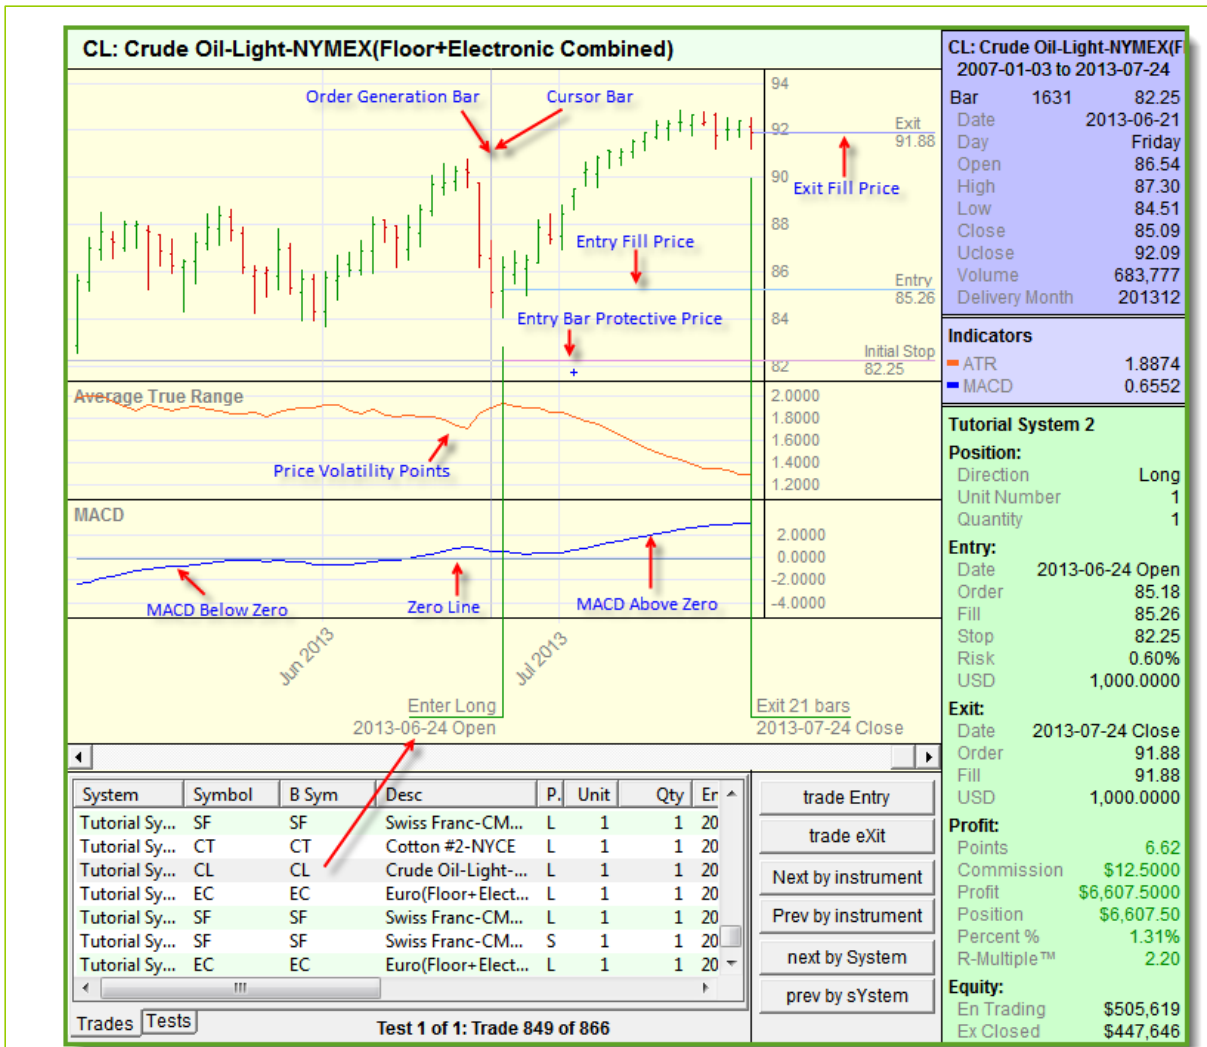 CL: Crude Oil-Light-NYMEX(Floor+Electronic Combined)
Order Generation Bar
Cursor Bar
94
92
90
88
86
84
82
Exit
91.88
Exit Fill Price
Entry Fill Price
Entry
85.26
Entry Bar Protective Price
Initial Stop
82.25
Average True Range
2.0000
1.8000
1.6000
1.4000
1.2000
Price Volatility Points
MACD
2.0000
0.0000
-2.0000
-4.0000
MACD Below Zero
Zero Line
MACD Above Zero
Jun 2013
Jul 2013
Enter Long
2013-06-24 Open
Exit 21 bars
2013-07-24 Close
System Symbol B Sym Desc P. Unit Qty Er
Tutorial Sy... SF SF Swiss Franc-CM... L 1 1 20
Tutorial Sy... CT CT Cotton #2-NYCE L 1 1 20
Tutorial Sy... CL CL Crude Oil-Light-... L 1 1 20
Tutorial Sy... EC EC Euro(Floor+Elect... L 1 1 20
Tutorial Sy... SF SF Swiss Franc-CM... L 1 1 20
Tutorial Sy... SF SF Swiss Franc-CM... S 1 1 20
Tutorial Sy... EC EC Euro(Floor+Elect... L 1 1 20
Trades Tests
Test 1 of 1: Trade 849 of 866
trade Entry
trade eXit
Next by instrument
Prev by instrument
next by System
prev by sYstem
CL: Crude Oil-Light-NYMEX(F
2007-01-03 to 2013-07-24
Bar 1631 82.25
Date 2013-06-21
Day Friday
Open 86.54
High 87.30
Low 84.51
Close 85.09
Uclose 92.09
Volume 683,777
Delivery Month 201312
Indicators
ATR 1.8874
MACD 0.6552
Tutorial System 2
Position:
Direction Long
Unit Number 1
Quantity 1
Entry:
Date 2013-06-24 Open
Order 85.18
Fill 85.26
Stop 82.25
Risk 0.60%
USD 1,000.0000
Exit:
Date 2013-07-24 Close
Order 91.88
Fill 91.88
USD 1,000.0000
Profit:
Points 6.62
Commission $12.5000
Profit $6,607.5000
Position $6,607.50
Percent % 1.31%
R-Multiple™ 2.20
Equity:
En Trading $505,619
Ex Closed $447,646